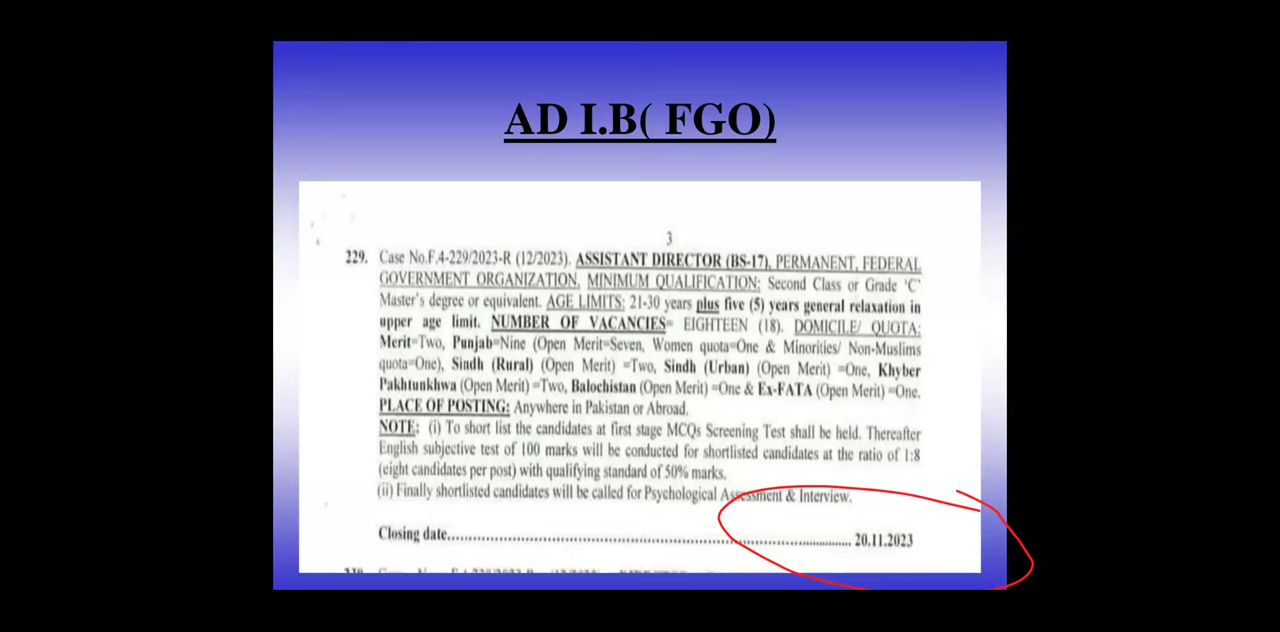 AD I.B( FGO)
3
229. Case No.F.4-229/2023-R (12/2023). ASSISTANT DIRECTOR (BS-17), PERMANENT, FEDERAL
GOVERNMENT ORGANIZATION, MINIMUM QUALIFICATION: Second Class or Grade 'C'
Master's degree or equivalent. AGE LIMITS: 21-30 years plus five (5) years general relaxation in
upper age limit. NUMBER OF VACANCIES= EIGHTEEN (18). DOMICILE/ QUOTA:
Merit=Two, Punjab=Nine (Open Merit=Seven, Women quota=One & Minorities/ Non-Muslims
quota=One), Sindh (Rural) (Open Merit) =Two, Sindh (Urban) (Open Merit) =One, Khyber
Pakhtunkhwa (Open Merit) =Two, Balochistan (Open Merit) =One & Ex-FATA (Open Merit) =One.
PLACE OF POSTING: Anywhere in Pakistan or Abroad.
NOTE: (i) To short list the candidates at first stage MCQs Screening Test shall be held. Thereafter
English subjective test of 100 marks will be conducted for shortlisted candidates at the ratio of 1:8
(eight candidates per post) with qualifying standard of 50% marks.
(ii) Finally shortlisted candidates will be called for Psychological Assessment & Interview.
Closing date.......................................................................................... 20.11.2023